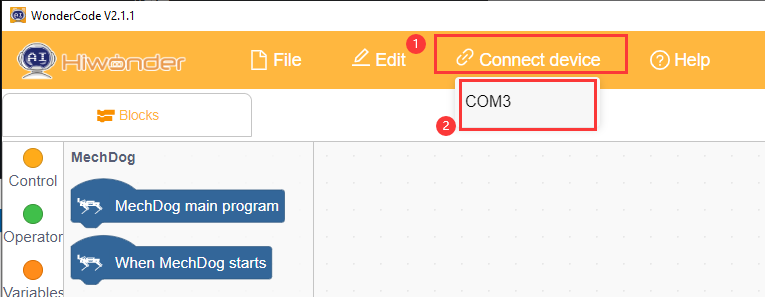 WonderCode V2.1.1
AI Hiwonder File Edit 1 Connect device Help
COM3
2
Blocks
MechDog
Control
MechDog main program
Operator
When MechDog starts
Variables